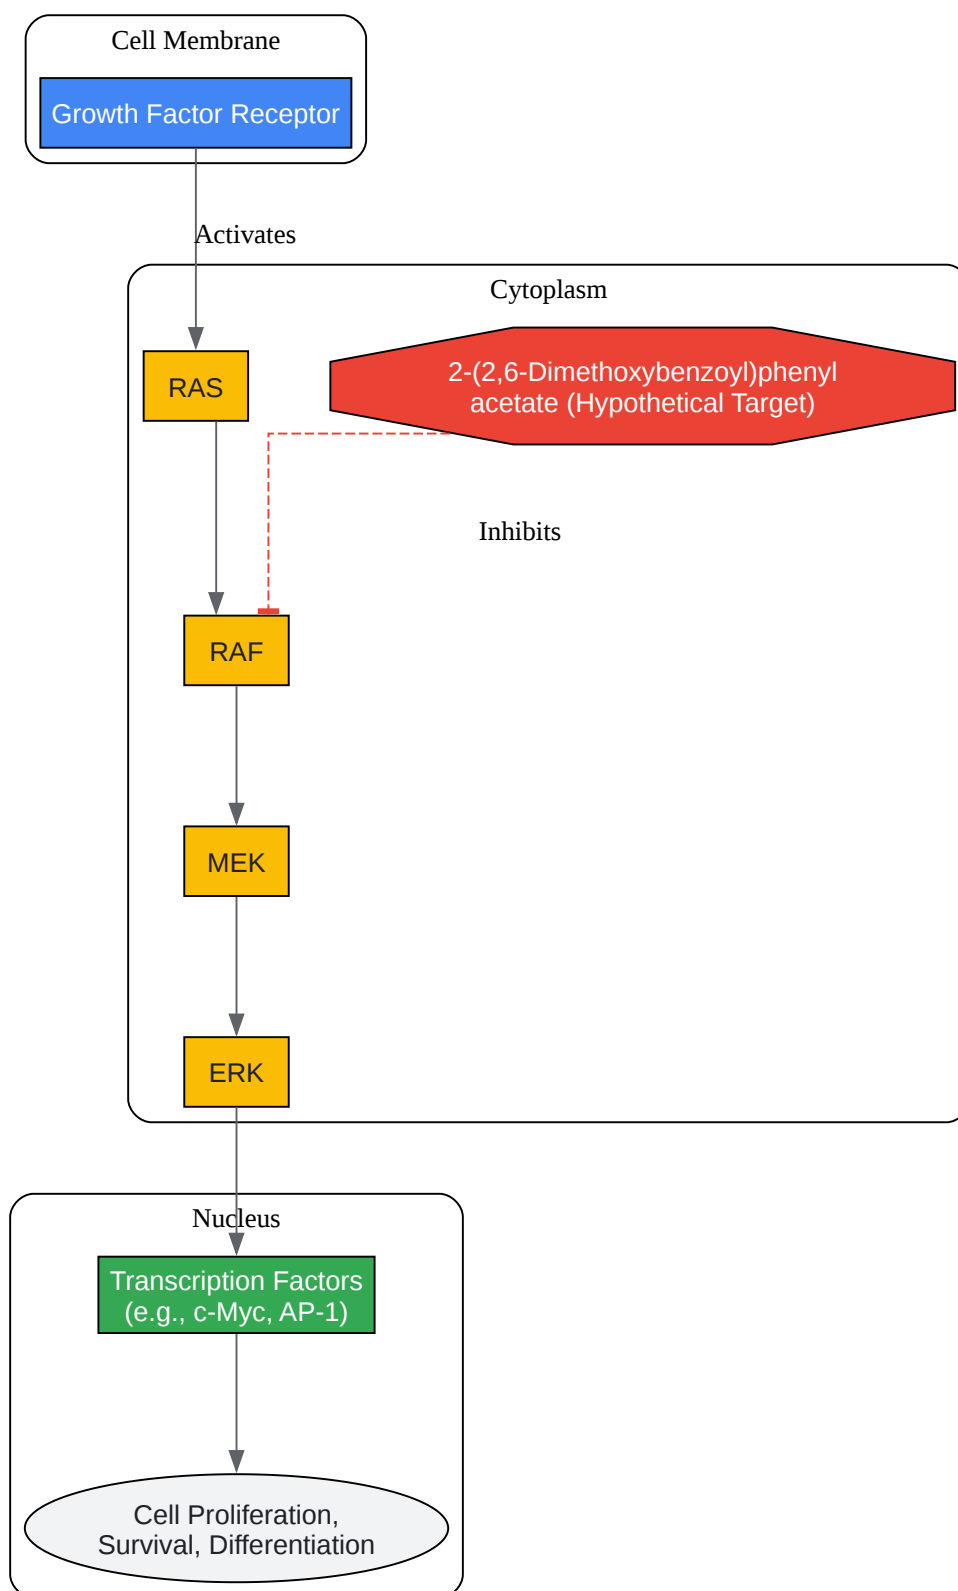 Cell Membrane
Growth Factor Receptor
Activates
Cytoplasm
RAS
2-(2,6-Dimethoxybenzoyl)phenyl
acetate (Hypothetical Target)
Inhibits
RAF
MEK
ERK
Nucleus
Transcription Factors
(e.g., c-Myc, AP-1)
Cell Proliferation,
Survival, Differentiation